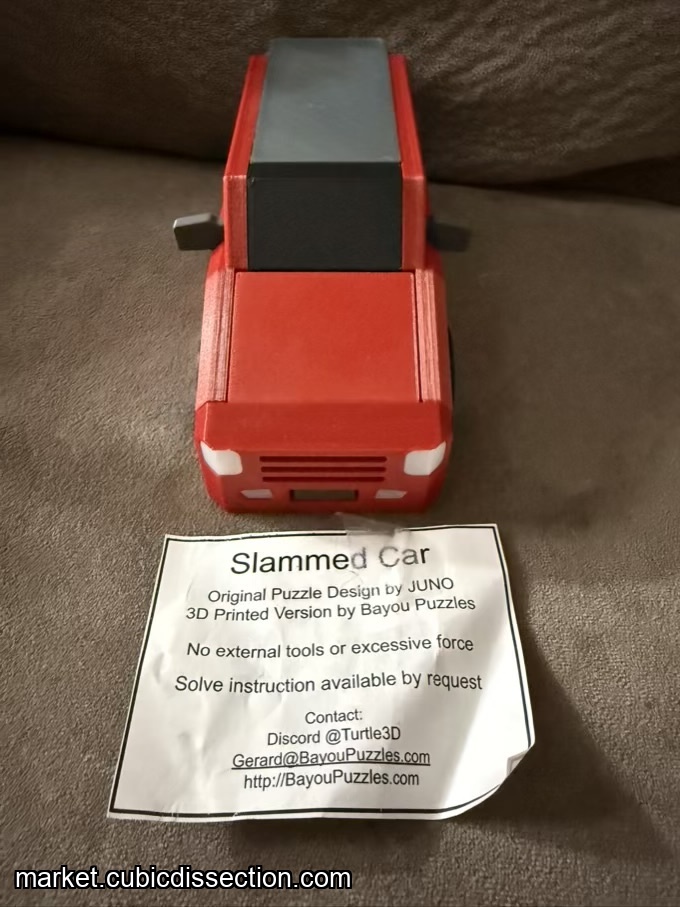 Slammed Car
Original Puzzle Design by JUNO
3D Printed Version by Bayou Puzzles
No external tools or excessive force
Solve instruction available by request
Contact:
Discord @Turtle3D
Gerard@BayouPuzzles.com
http://BayouPuzzles.com
market.cubicdissection.com